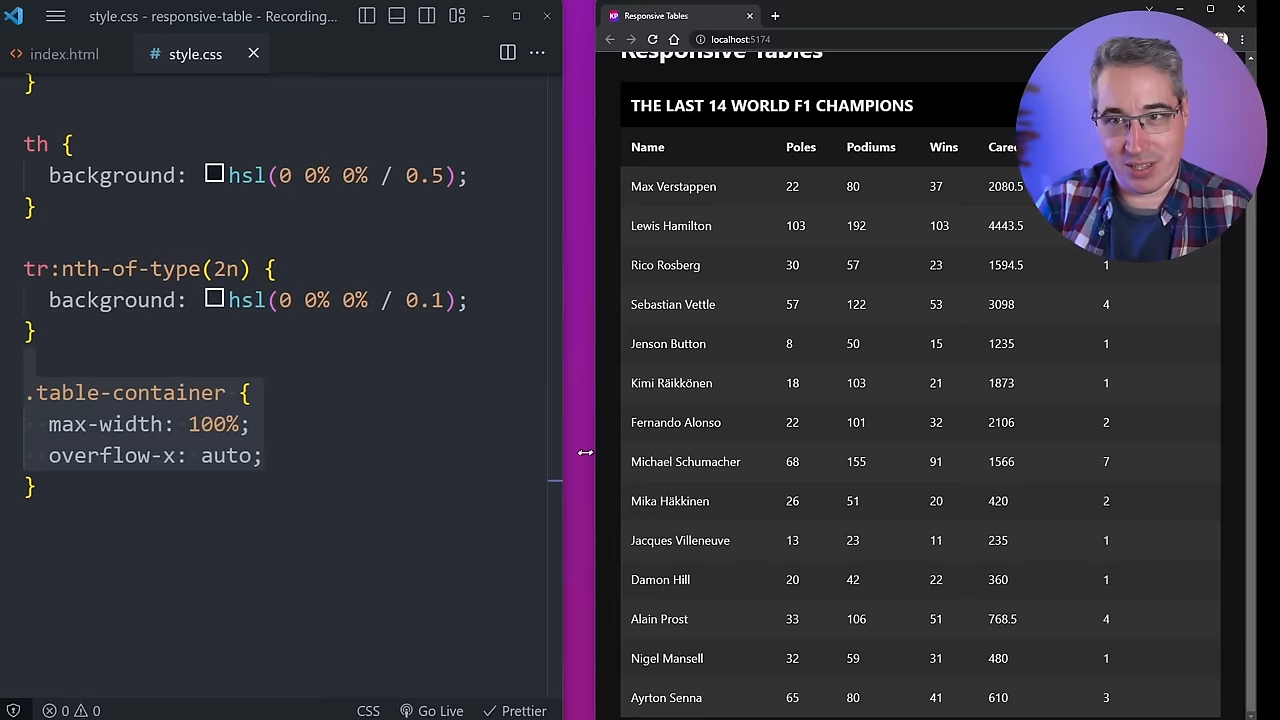 style.css - responsive-table - Recording...
index.html
# style.css
}
th {
background: hsl(0 0% 0% / 0.5);
}
tr:nth-of-type(2n) {
background: hsl(0 0% 0% / 0.1);
}
.table-container {
max-width: 100%;
overflow-x: auto;
}
0 0
CSS
Go Live
Prettier
KP Responsive Tables
localhost:5174
Responsive Tables
THE LAST 14 WORLD F1 CHAMPIONS
Name Poles Podiums Wins Caree
Max Verstappen 22 80 37 2080.5
Lewis Hamilton 103 192 103 4443.5
Rico Rosberg 30 57 23 1594.5 1
Sebastian Vettle 57 122 53 3098 4
Jenson Button 8 50 15 1235 1
Kimi Räikkönen 18 103 21 1873 1
Fernando Alonso 22 101 32 2106 2
Michael Schumacher 68 155 91 1566 7
Mika Häkkinen 26 51 20 420 2
Jacques Villeneuve 13 23 11 235 1
Damon Hill 20 42 22 360 1
Alain Prost 33 106 51 768.5 4
Nigel Mansell 32 59 31 480 1
Ayrton Senna 65 80 41 610 3